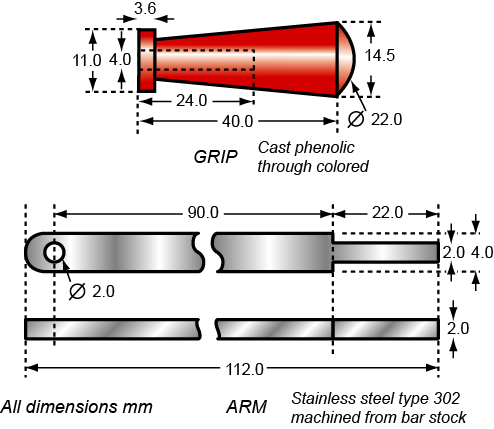 3.6
11.0
4.0
14.5
24.0
40.0
Ø 22.0
GRIP
Cast phenolic
through colored
90.0
22.0
2.0
4.0
Ø 2.0
2.0
112.0
All dimensions mm
ARM
Stainless steel type 302
machined from bar stock